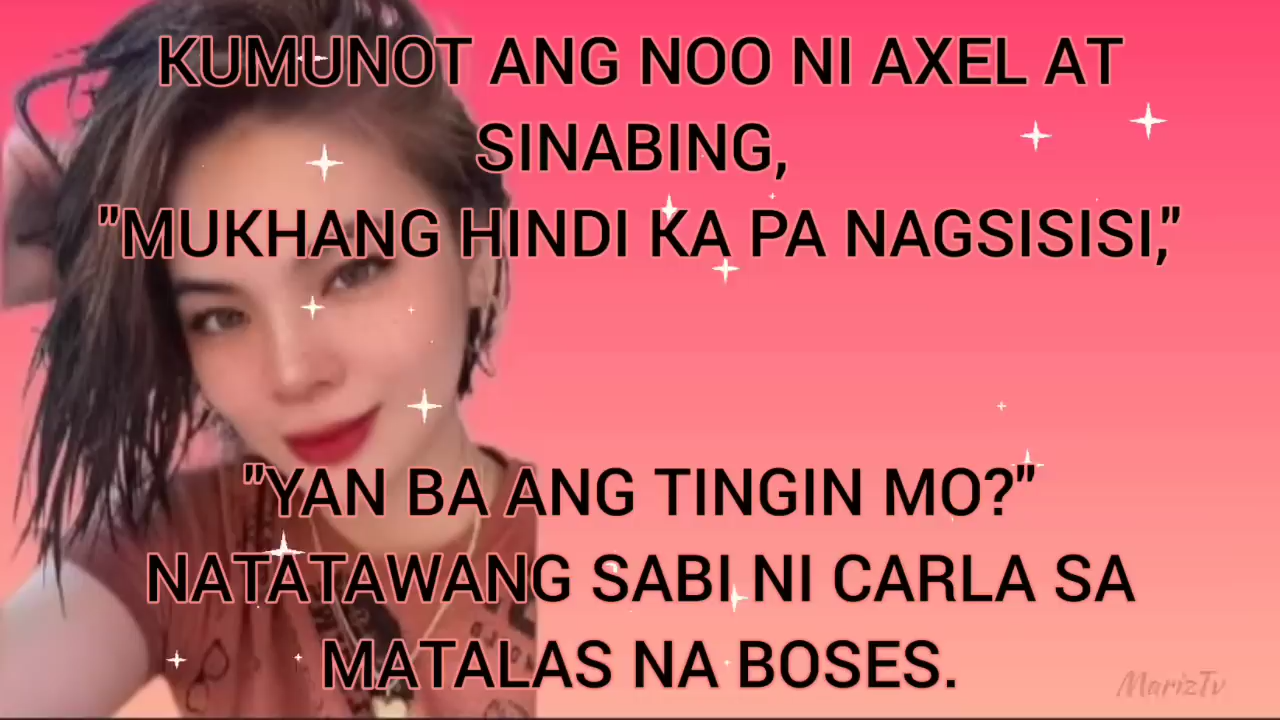 KUMUNOT ANG NOO NI AXEL AT
SINABING,
"MUKHANG HINDI KA PA NAGSISISI,"
"YAN BA ANG TINGIN MO?"
NATATAWANG SABI NI CARLA SA
MATALAS NA BOSES.
MarizTv